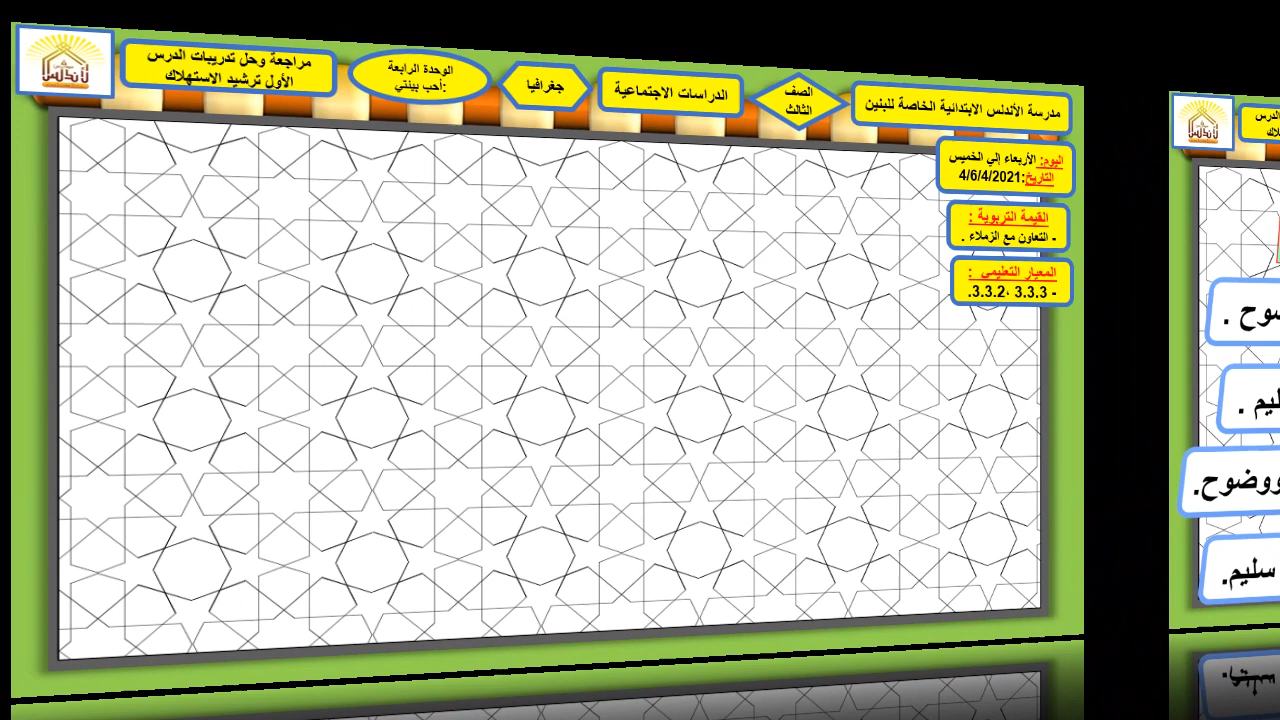 مدرسة الأندلس الابتدائية الخاصة للبنين
الصف
الثالث
الدراسات الاجتماعية
جغرافيا
الوحدة الرابعة
:أحب بيئتي
مراجعة وحل تدريبات الدرس
الأول ترشيد الاستهلاك
الأندلس
اليوم: الأربعاء إلي الخميس
التاريخ:4/6/4/2021
القيمة التربوية :
- التعاون مع الزملاء .
المعيار التعليمي :
- 3.3.3 ،3.3.2.
الدرس
ووضوح.
سليم.